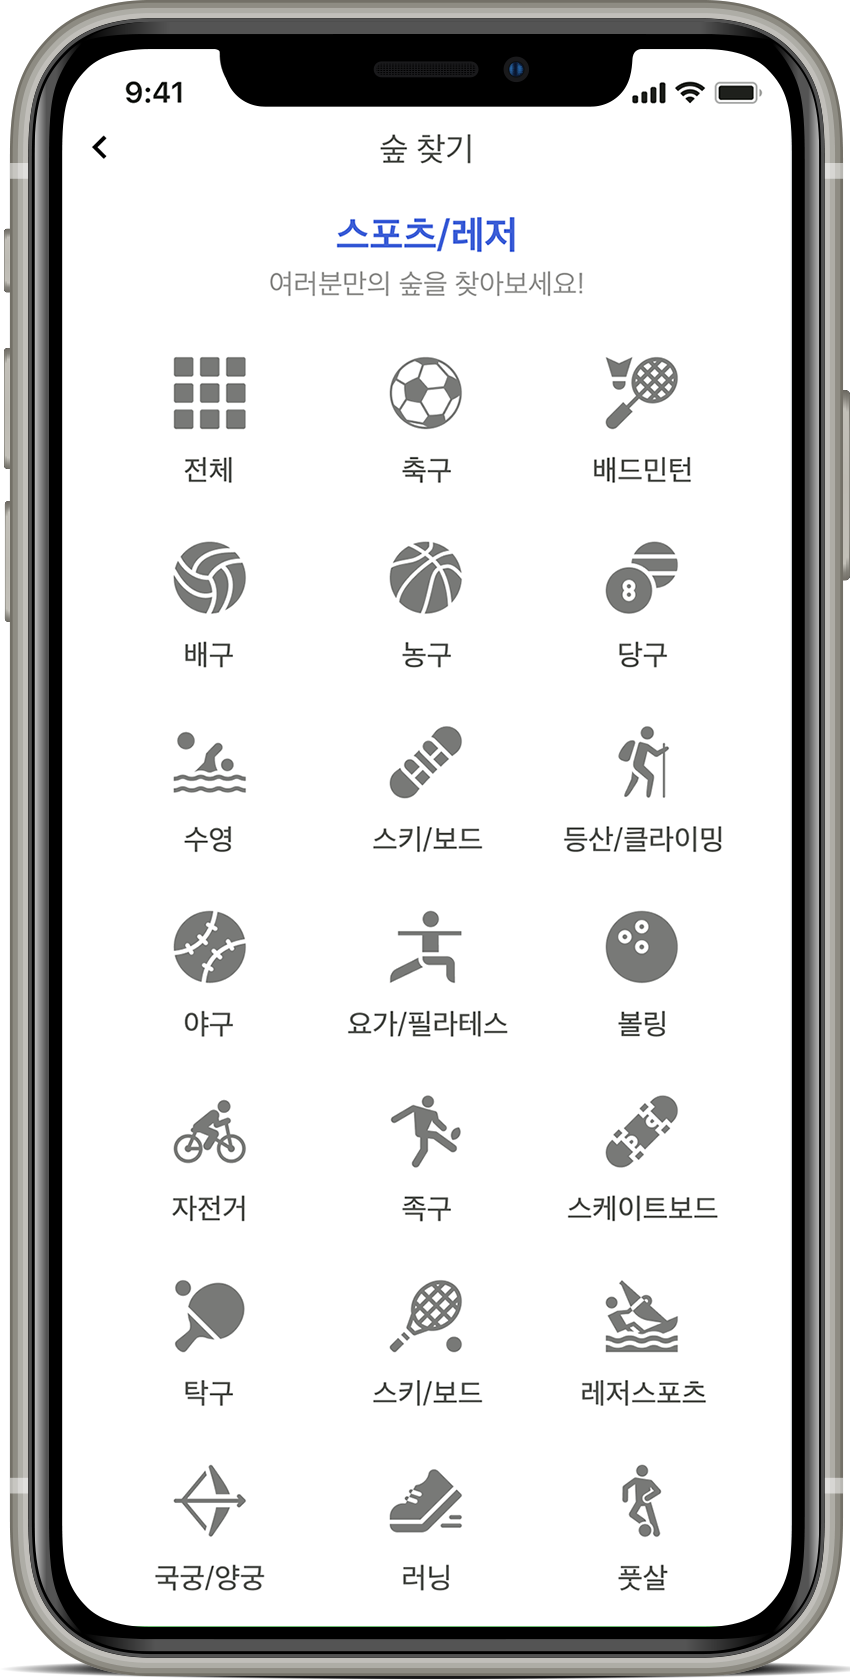 9:41
숲 찾기
스포츠/레저
여러분만의 숲을 찾아보세요!
전체 축구 배드민턴
8
배구 농구 당구
수영 스키/보드 등산/클라이밍
야구 요가/필라테스 볼링
자전거 족구 스케이트보드
탁구 스키/보드 레저스포츠
국궁/양궁 러닝 풋살